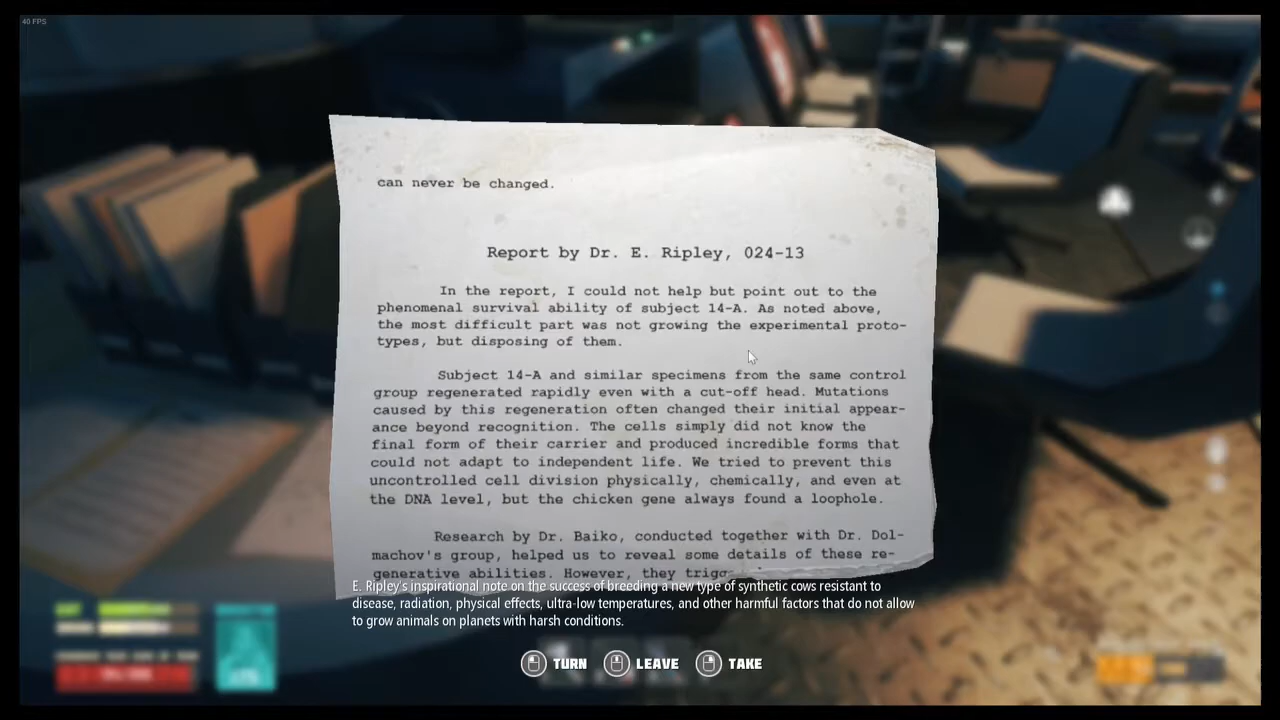 40 FPS
can never be changed.
Report by Dr. E. Ripley, 024-13
In the report, I could not help but point out to the
phenomenal survival ability of subject 14-A. As noted above,
the most difficult part was not growing the experimental proto-
types, but disposing of them.
Subject 14-A and similar specimens from the same control
group regenerated rapidly even with a cut-off head. Mutations
caused by this regeneration often changed their initial appear-
ance beyond recognition. The cells simply did not know the
final form of their carrier and produced incredible forms that
could not adapt to independent life. We tried to prevent this
uncontrolled cell division physically, chemically, and even at
the DNA level, but the chicken gene always found a loophole.
Research by Dr. Baiko, conducted together with Dr. Dol-
machov's group, helped us to reveal some details of these re-
generative abilities. However, they
E. Ripley's inspirational note on the success of breeding a new type of synthetic cows resistant to
disease, radiation, physical effects, ultra-low temperatures, and other harmful factors that do not allow
to grow animals on planets with harsh conditions.
TURN LEAVE TAKE